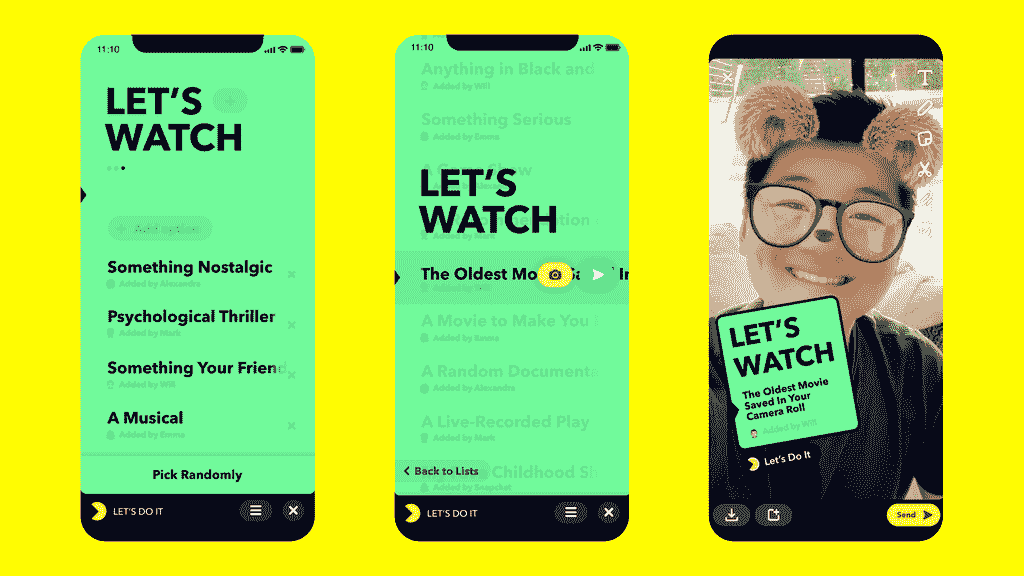 11:10
LET'S
WATCH
+ Add option
Something Nostalgic
Added by Alexandra
Psychological Thriller
Added by Mark
Something Your Friend
Added by Will
A Musical
Added by Emma
Pick Randomly
LET'S DO IT
11:10
Anything in Black and
Added by Will
Something Serious
Added by Emma
A Game Show
LET'S
WATCH
The Oldest Mo
In
A Movie to Make You
Added by Emma
A Random Documenta
Added by Alexandra
A Live-Recorded Play
Added by Mark
Back to Lists
Childhood Sh
Added by Snapchat
LET'S DO IT
T
LET'S
WATCH
The Oldest Movie
Saved In Your
Camera Roll
Added by Will
Let's Do It
Send